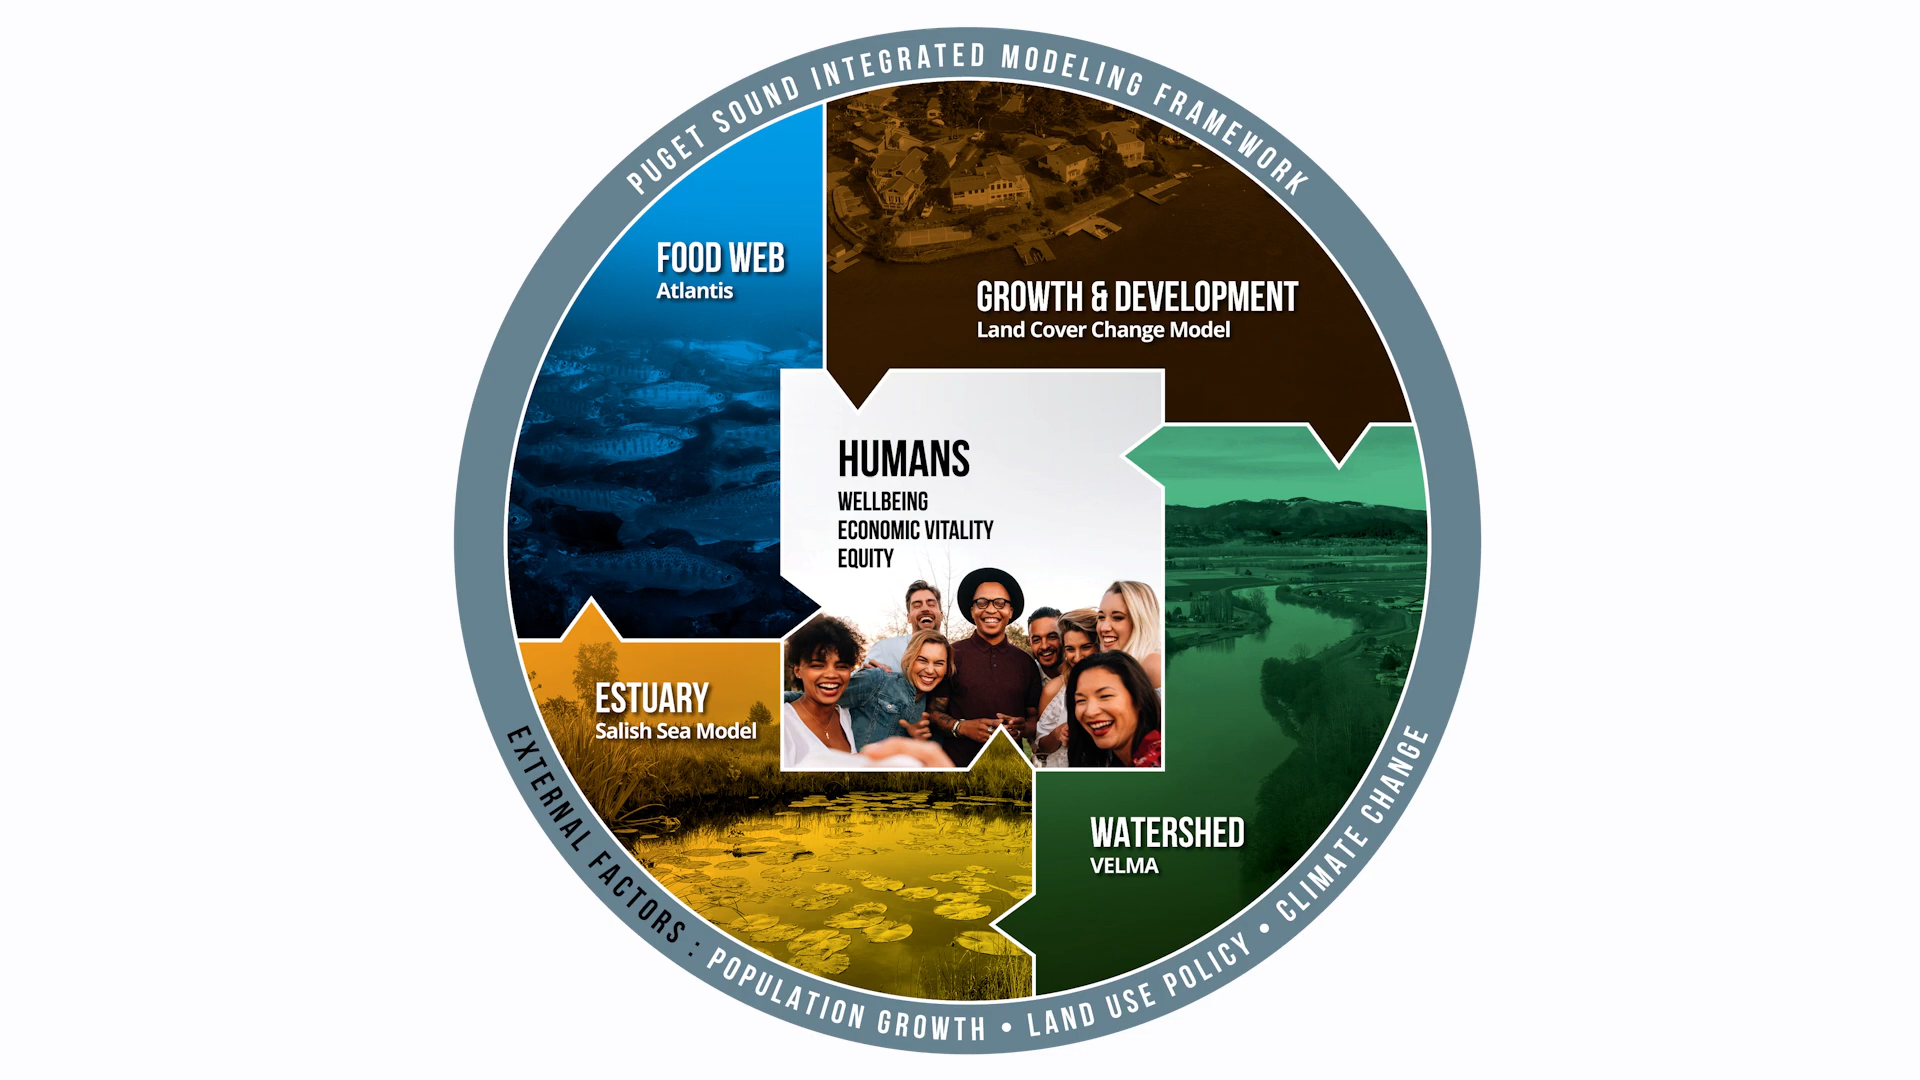 PUGET SOUND INTEGRATED MODELING FRAMEWORK
FOOD WEB
Atlantis
GROWTH & DEVELOPMENT
Land Cover Change Model
HUMANS
WELLBEING
ECONOMIC VITALITY
EQUITY
ESTUARY
Salish Sea Model
WATERSHED
VELMA
EXTERNAL FACTORS : POPULATION GROWTH • LAND USE POLICY • CLIMATE CHANGE